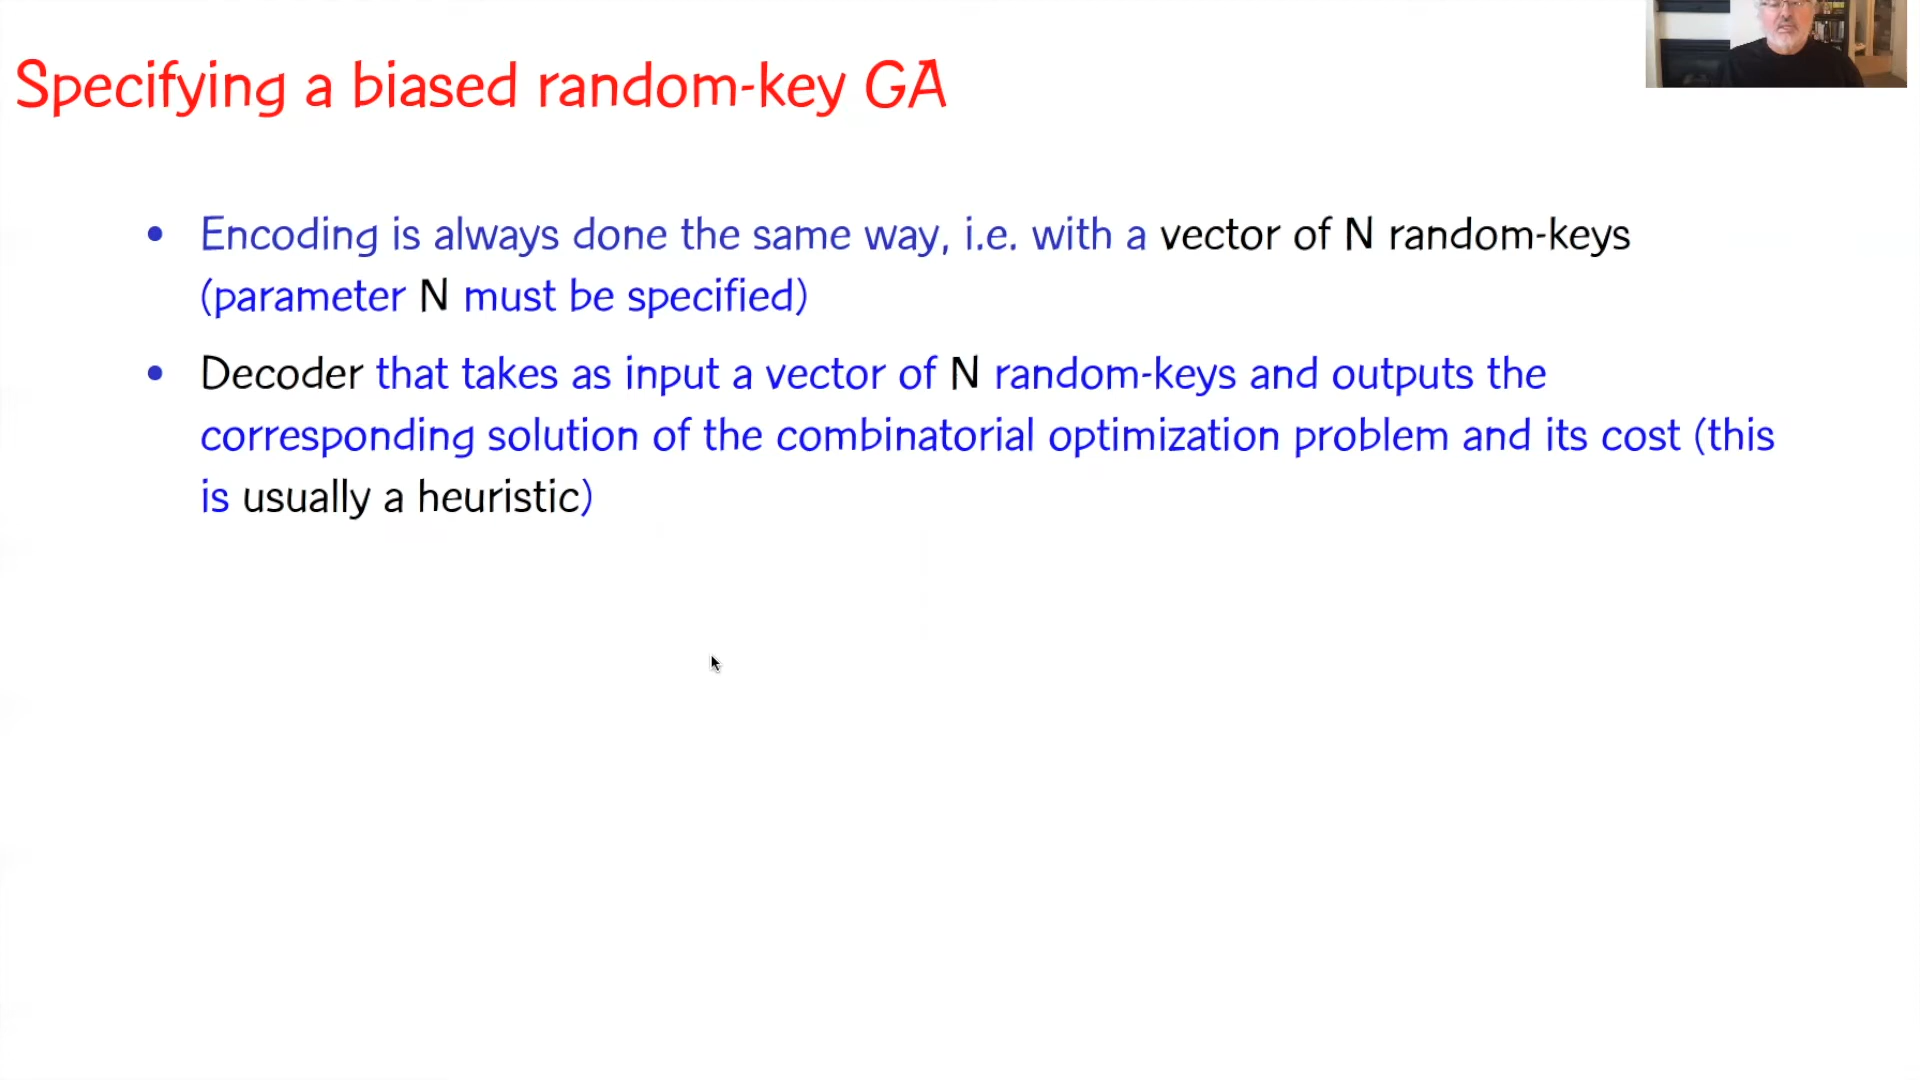 Specifying a biased random-key GA
• Encoding is always done the same way, i.e. with a vector of N random-keys
(parameter N must be specified)
• Decoder that takes as input a vector of N random-keys and outputs the
corresponding solution of the combinatorial optimization problem and its cost (this
is usually a heuristic)